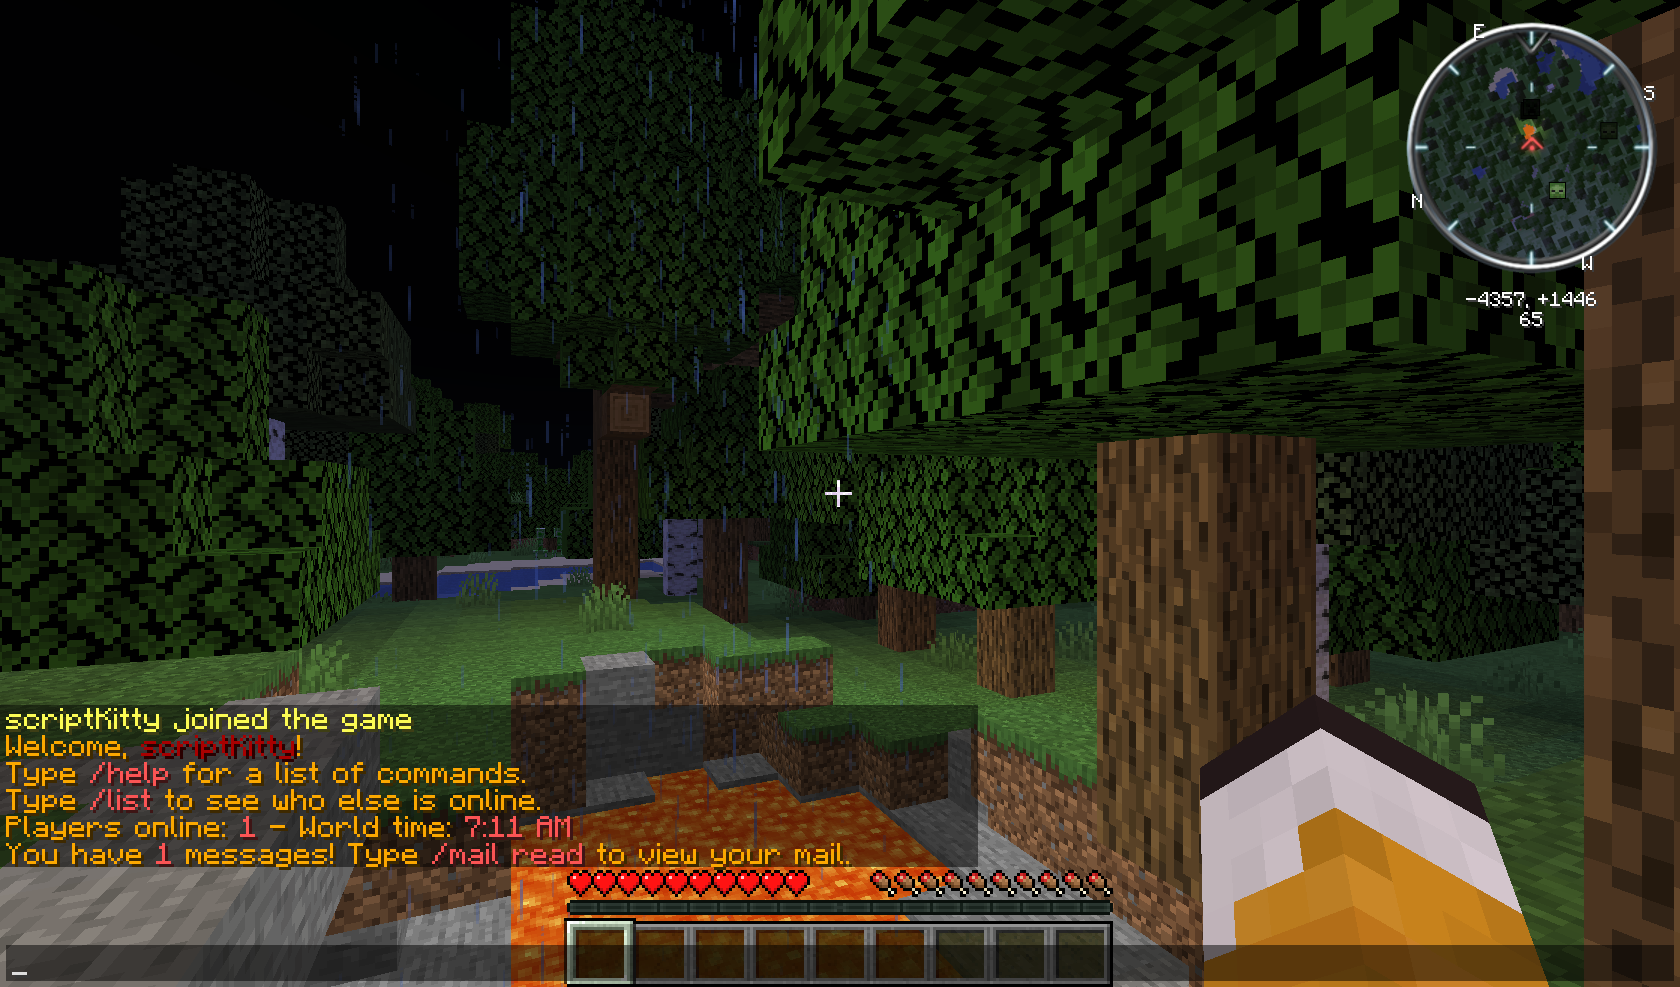 E
S
N
W
-4357, +1446
65
scriptKitty joined the game
Welcome, scriptKitty!
Type /help for a list of commands.
Type /list to see who else is online.
Players online: 1 - World time: 7:11 AM
You have 1 messages! Type /mail read to view your mail.
_